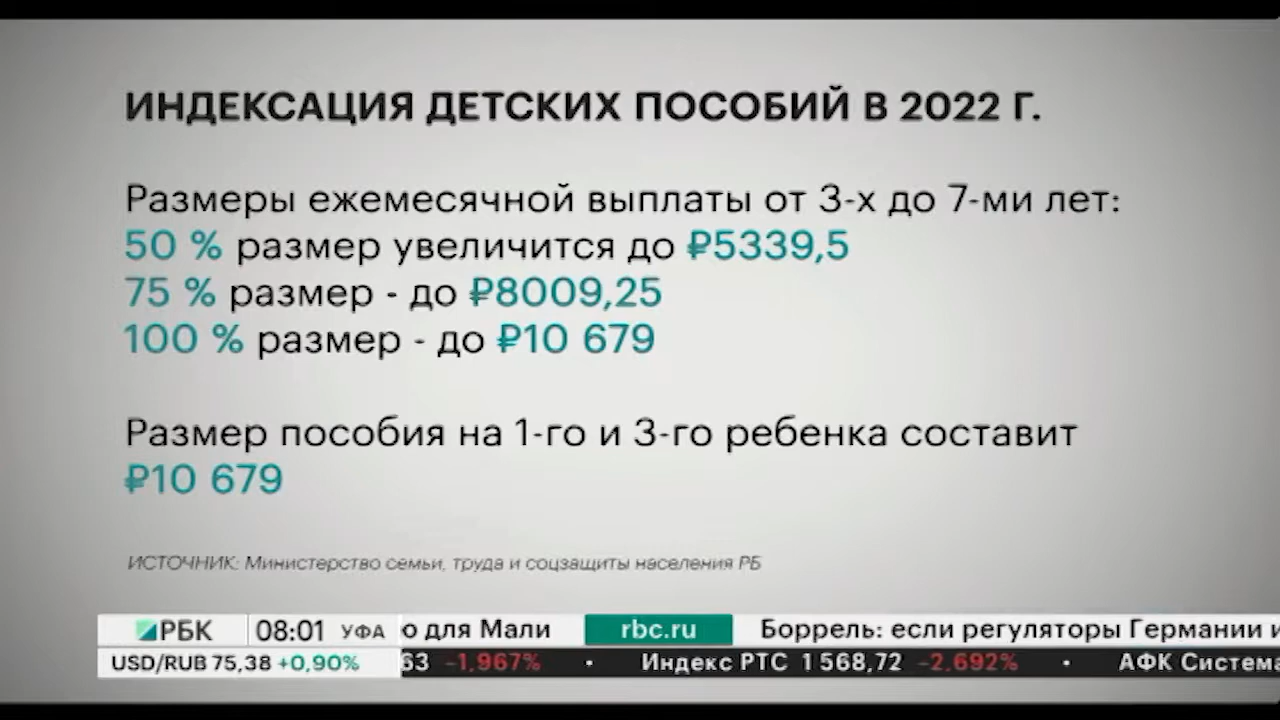 ИНДЕКСАЦИЯ ДЕТСКИХ ПОСОБИЙ В 2022 Г.
Размеры ежемесячной выплаты от 3-х до 7-ми лет:
50 % размер увеличится до ₽5339,5
75 % размер - до ₽8009,25
100 % размер - до ₽10 679
Размер пособия на 1-го и 3-го ребенка составит
₽10 679
ИСТОЧНИК: Министерство семьи, труда и соцзащиты населения РБ
РБК 08:01 УФА о для Мали rbc.ru Боррель: если регуляторы Германии и
USD/RUB 75,38 +0,90% 63 -1.967% • Индекс РТС 1 568,72 -2.692% • АФК Система